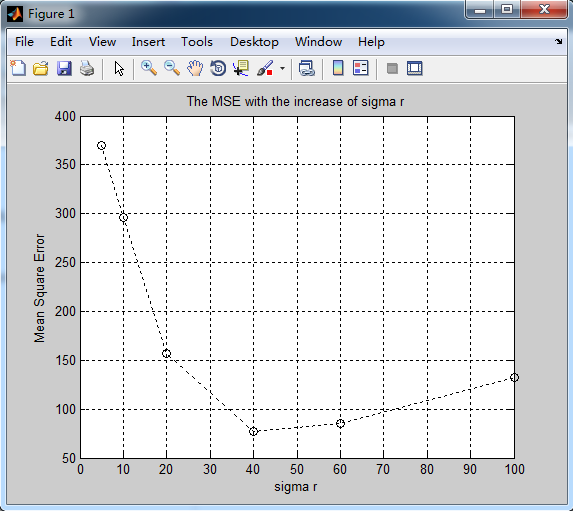 Figure 1
File Edit View Insert Tools Desktop Window Help
The MSE with the increase of sigma r
400
350
300
250
200
150
100
50
Mean Square Error
0 10 20 30 40 50 60 70 80 90 100
sigma r